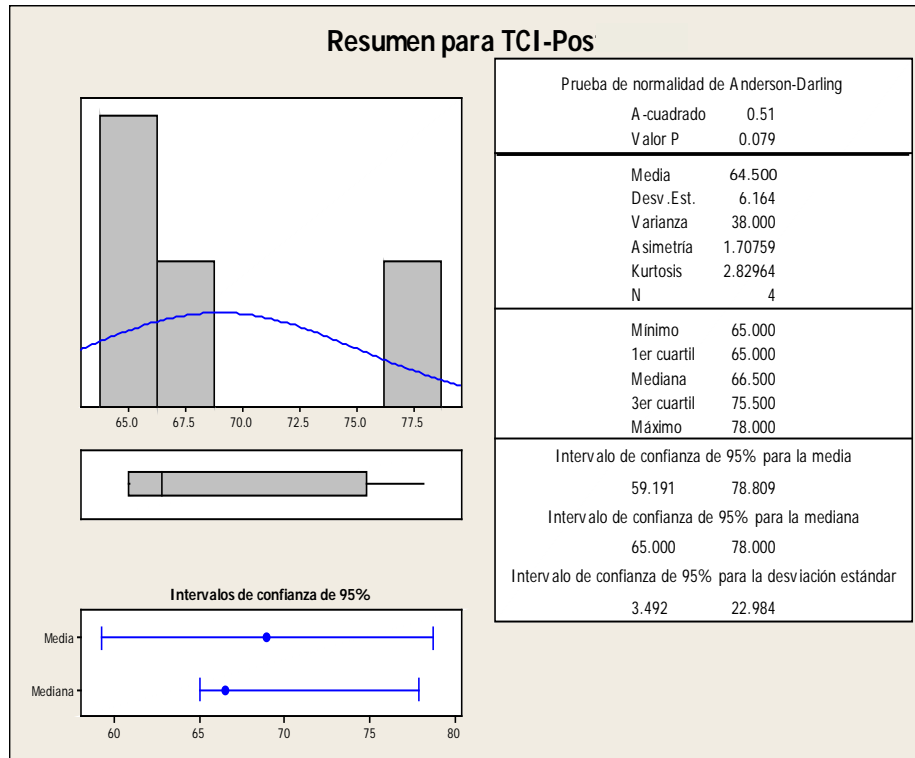 Resumen para TCI-Pos
Prueba de normalidad de Anderson-Darling
A-cuadrado 0.51
Valor P 0.079
Media 64.500
Desv.Est. 6.164
Varianza 38.000
Asimetría 1.70759
Kurtosis 2.82964
N 4
Mínimo 65.000
1er cuartil 65.000
Mediana 66.500
3er cuartil 75.500
Máximo 78.000
Intervalo de confianza de 95% para la media
59.191 78.809
Intervalo de confianza de 95% para la mediana
65.000 78.000
Intervalo de confianza de 95% para la desviación estándar
3.492 22.984
65.0 67.5 70.0 72.5 75.0 77.5
Intervalos de confianza de 95%
Media
Mediana
60 65 70 75 80